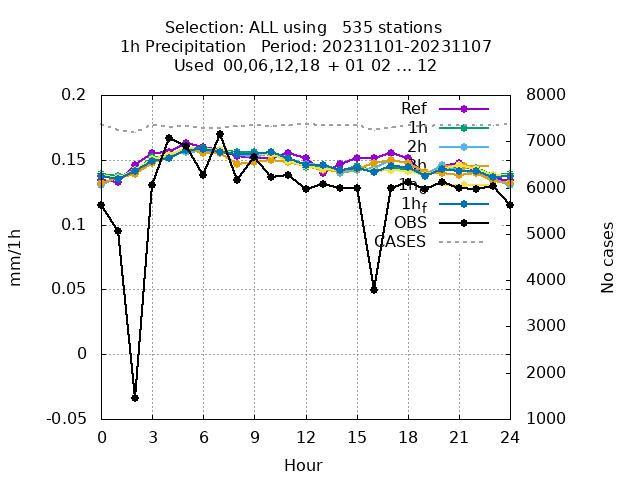 Selection: ALL using 535 stations
1h Precipitation Period: 20231101-20231107
Used 00,06,12,18 + 01 02 ... 12
0.2
0.15
0.1
0.05
0
-0.05
8000
7000
6000
5000
4000
3000
2000
1000
0 3 6 9 12 15 18 21 24
mm/1h
No cases
Hour
Ref
1h
2h
1hf
OBS
CASES